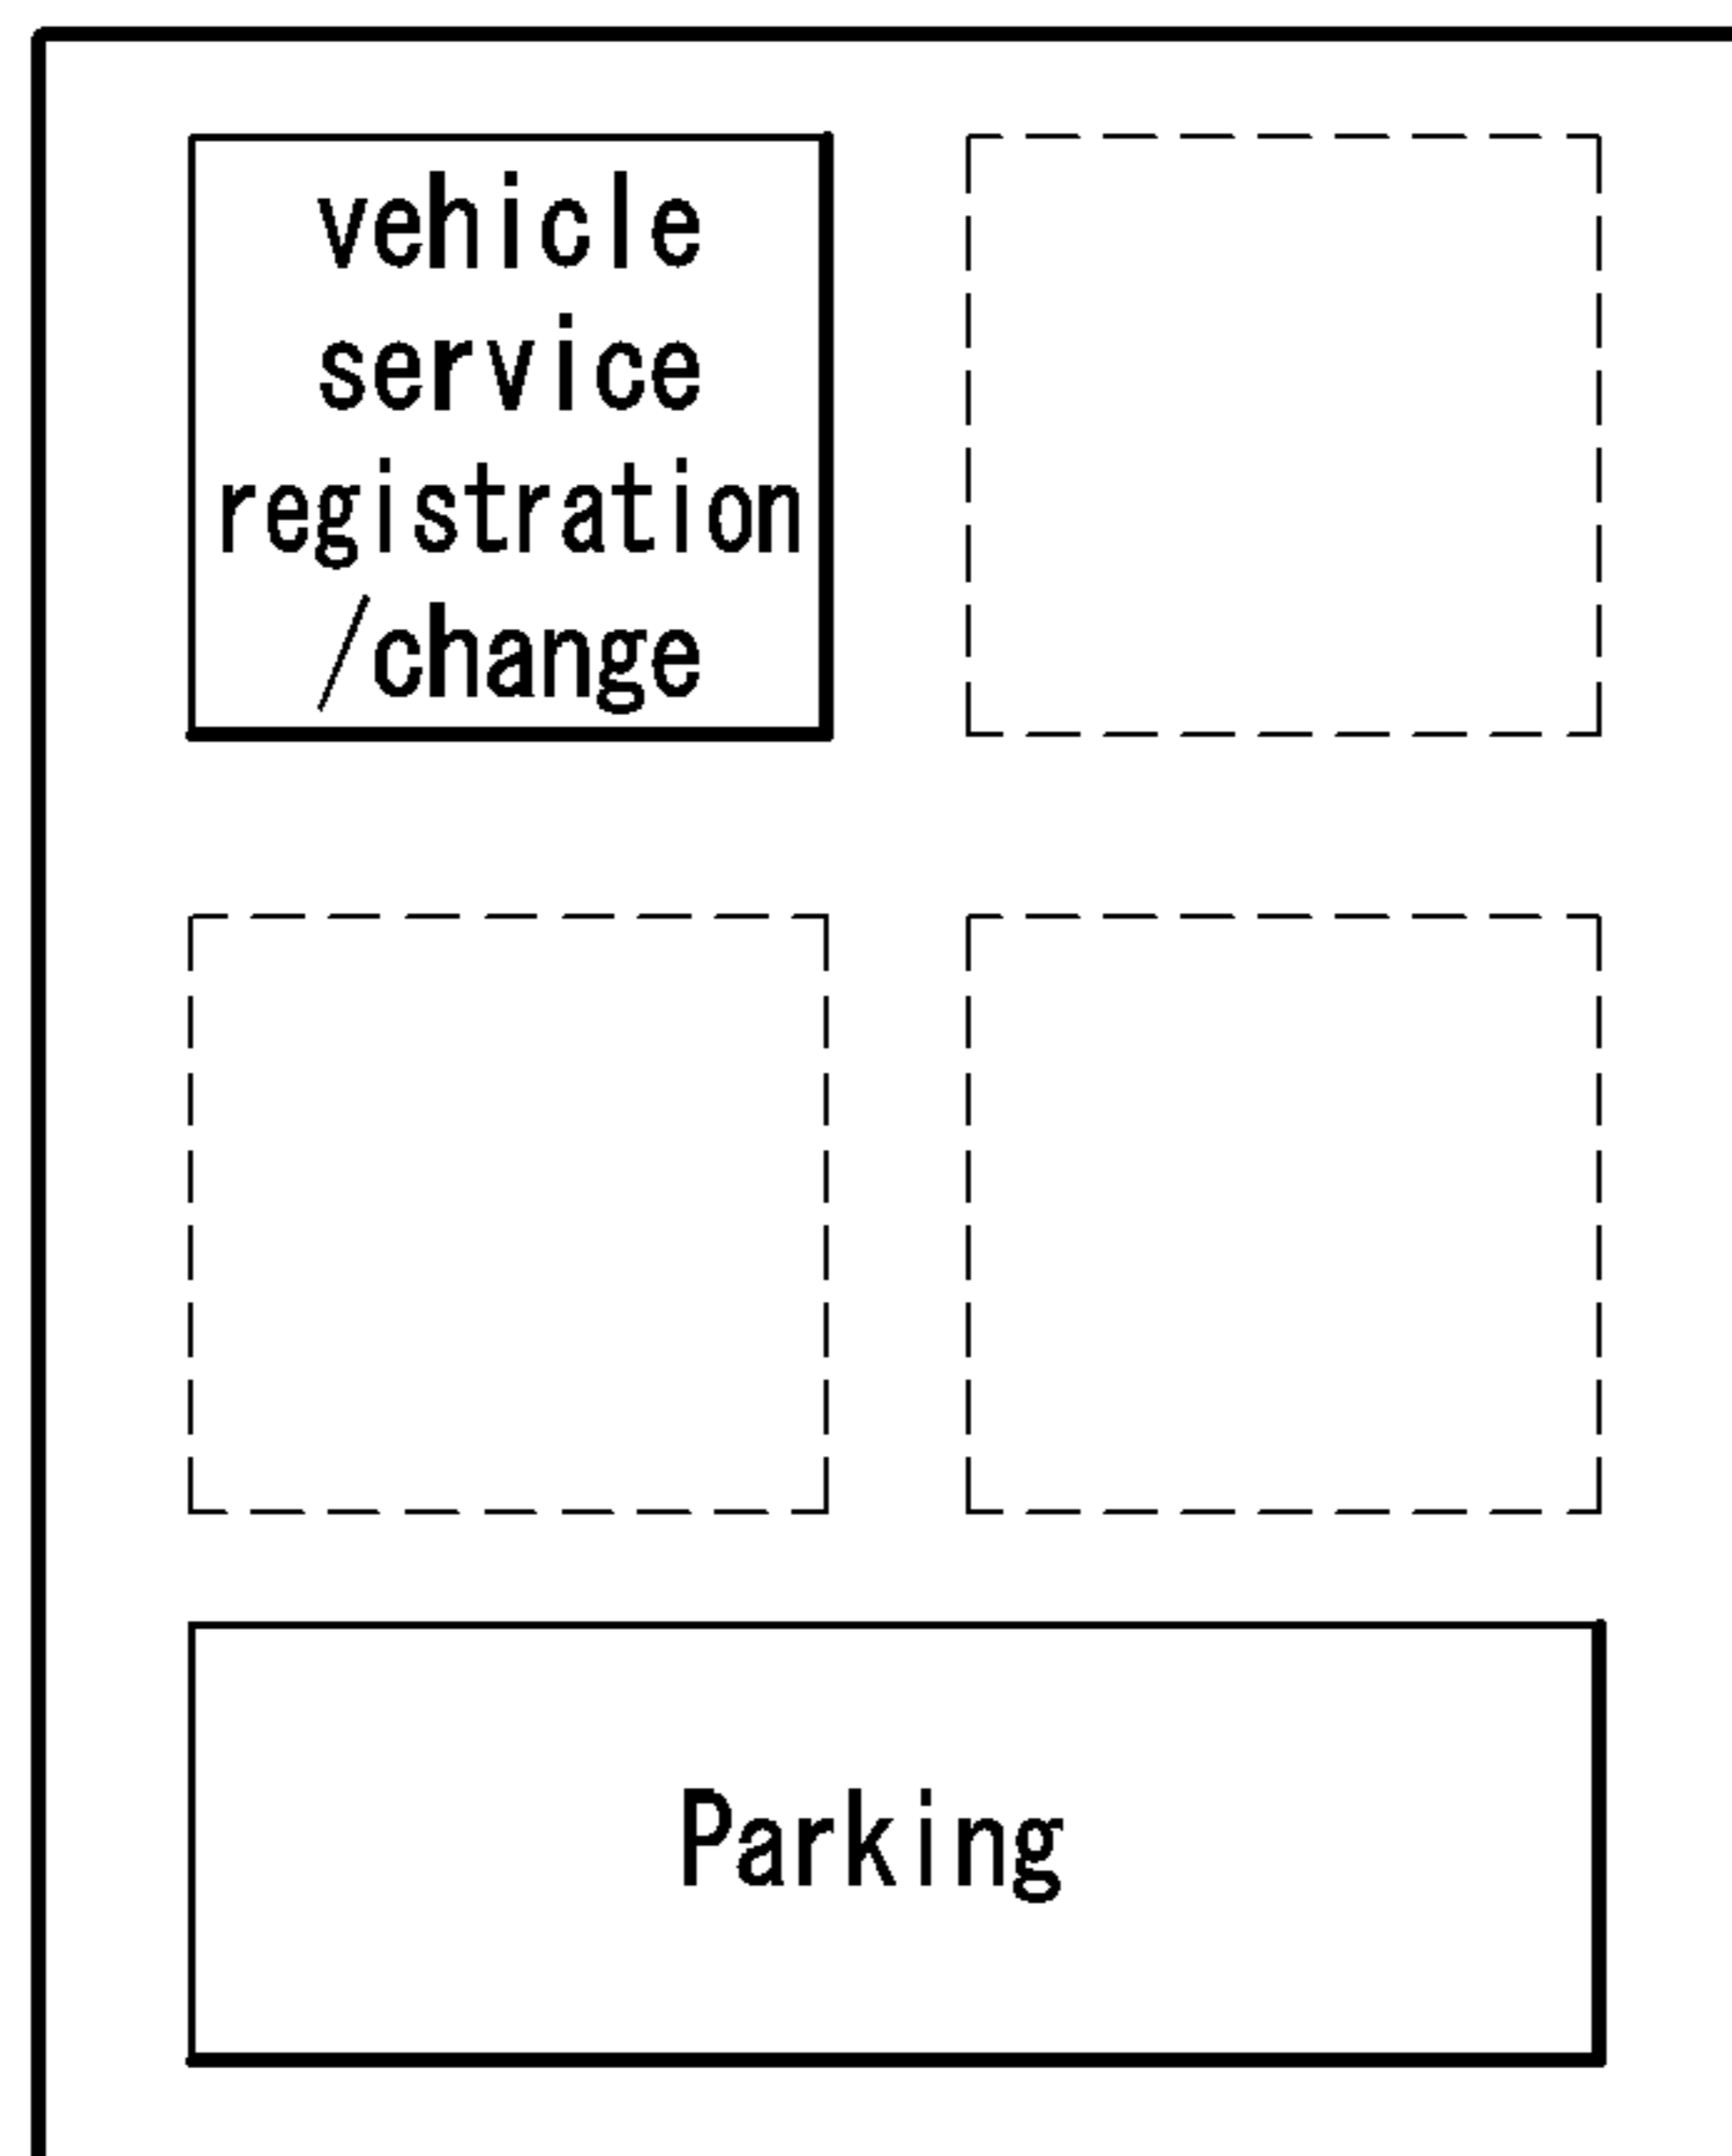 vehicle
service
registration
/change
Parking